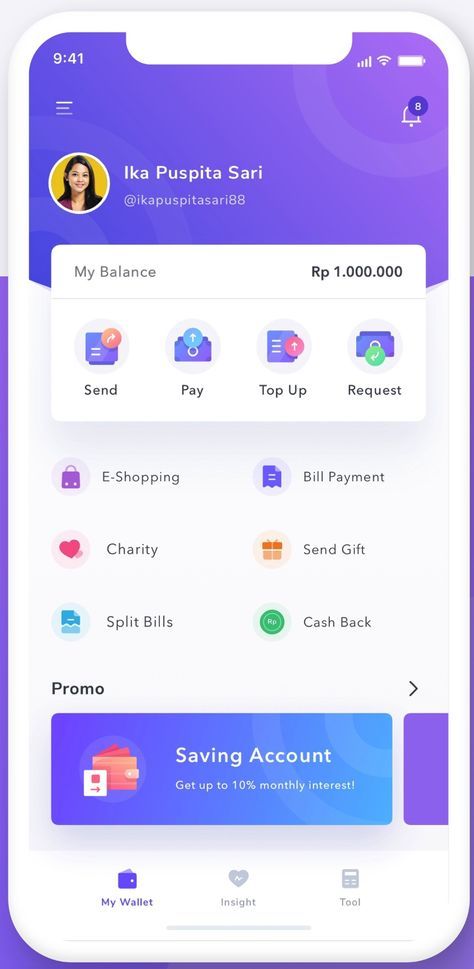 9:41
8
Ika Puspita Sari
@ikapuspitasari88
My Balance Rp 1.000.000
Send Pay Top Up Request
E-Shopping Bill Payment
Charity Send Gift
Split Bills Rp Cash Back
Promo
Saving Account
Get up to 10% monthly interest!
My Wallet Insight Tool